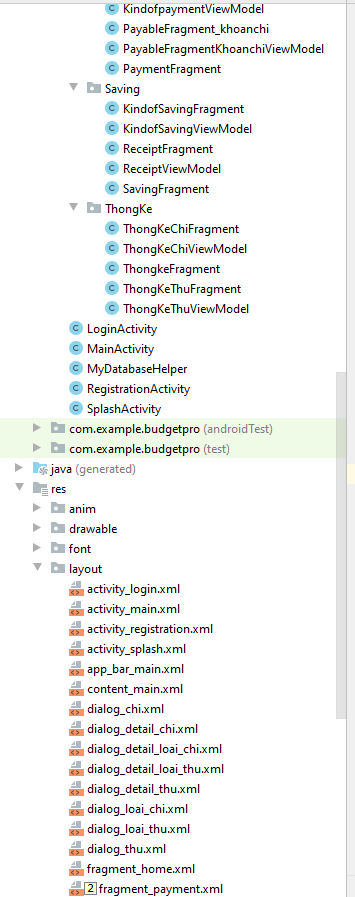 KindofpaymentViewModel
PayableFragment_khoanchi
PayableFragmentKhoanchiViewModel
PaymentFragment
Saving
KindofSavingFragment
KindofSavingViewModel
ReceiptFragment
ReceiptViewModel
SavingFragment
ThongKe
ThongKeChiFragment
ThongKeChiViewModel
ThongkeFragment
ThongKeThuFragment
ThongKeThuViewModel
LoginActivity
MainActivity
MyDatabaseHelper
RegistrationActivity
SplashActivity
com.example.budgetpro (androidTest)
com.example.budgetpro (test)
java (generated)
res
anim
drawable
font
layout
activity_login.xml
activity_main.xml
activity_registration.xml
activity_splash.xml
app_bar_main.xml
content_main.xml
dialog_chi.xml
dialog_detail_chi.xml
dialog_detail_loai_chi.xml
dialog_detail_loai_thu.xml
dialog_detail_thu.xml
dialog_loai_chi.xml
dialog_loai_thu.xml
dialog_thu.xml
fragment_home.xml
2 fragment_payment.xml